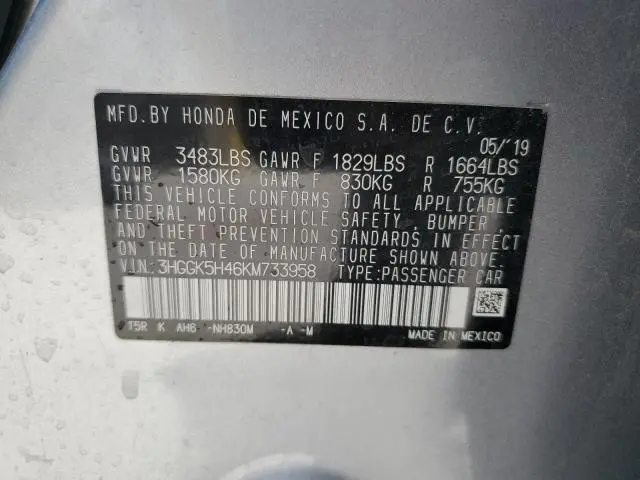 MFD. BY HONDA DE MEXICO S.A. DE C.V.
05/'19
GVWR 3483LBS GAWR F 1829LBS R 1664LBS
GVWR 1580KG GAWR F 830KG R 755KG
THIS VEHICLE CONFORMS TO ALL APPLICABLE
FEDERAL MOTOR VEHICLE SAFETY, BUMPER,
AND THEFT PREVENTION STANDARDS IN EFFECT
ON THE DATE OF MANUFACTURE SHOWN ABOVE.
V.I.N.: 3HGGK5H46KM733958 TYPE: PASSENGER CAR
T5R K AH6 -NH830M -A -M MADE IN MEXICO